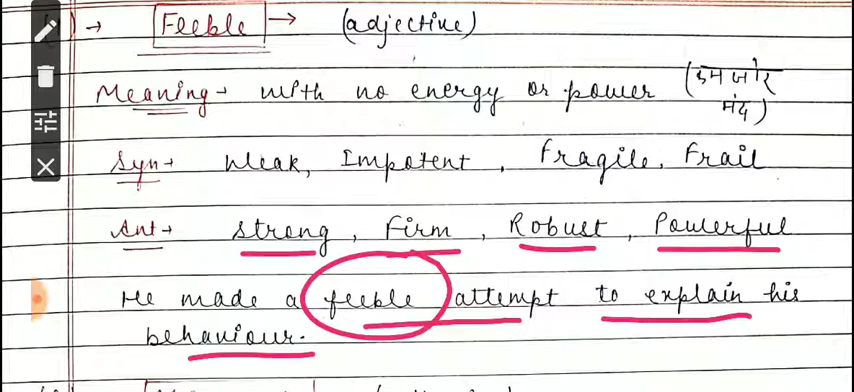 → Feeble → (adjective)
Meaning → with no energy or power (कमजोर
मंद)
Syn → Weak, Impotent, Fragile, Frail
Ant → Strong, Firm, Robust, Powerful
He made a feeble attempt to explain his
behaviour.